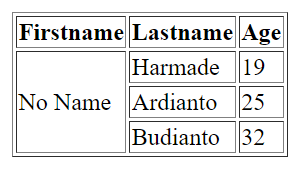 Firstname Lastname Age
Harmade 19
No Name Ardianto 25
Budianto 32